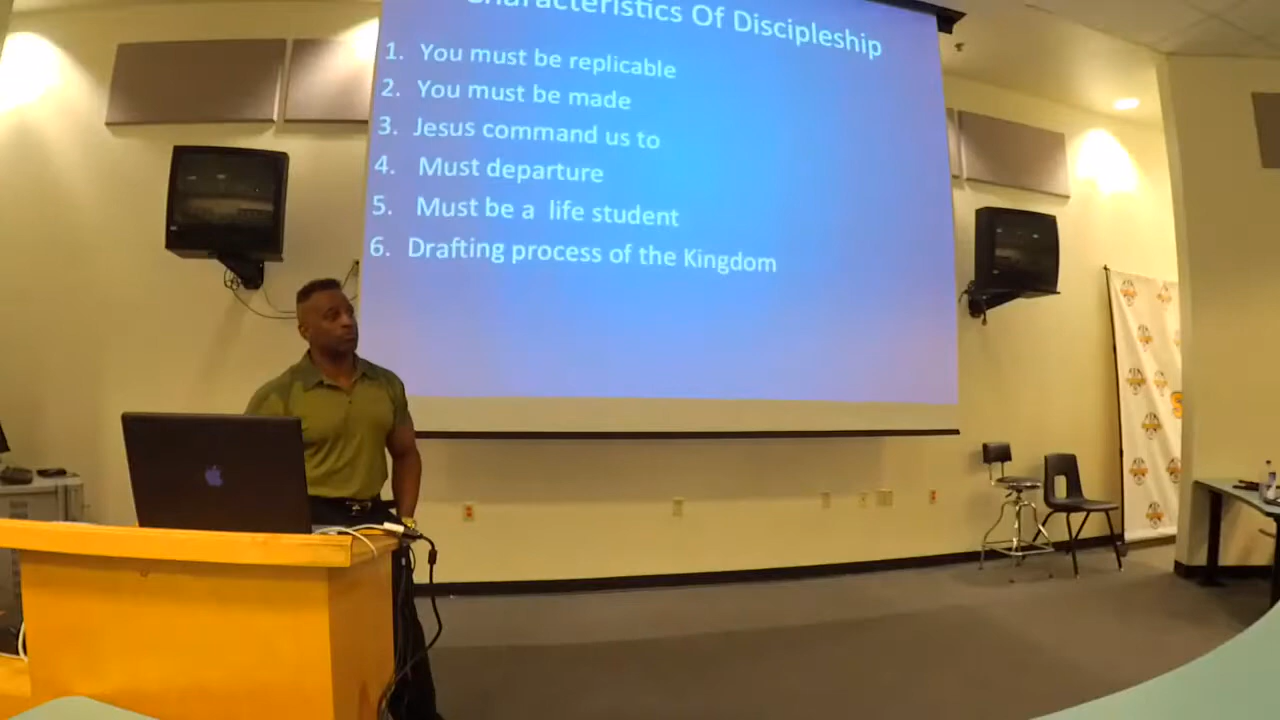 Characteristics Of Discipleship
1. You must be replicable
2. You must be made
3. Jesus command us to
4. Must departure
5. Must be a life student
6. Drafting process of the Kingdom